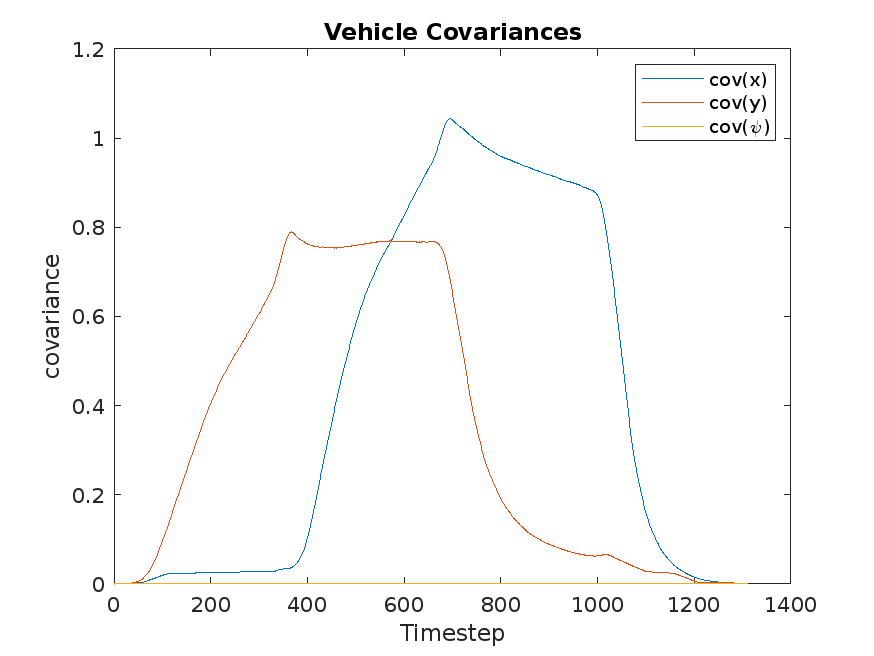 Vehicle Covariances
cov(x)
cov(y)
cov(ψ)
covariance
1.2
1
0.8
0.6
0.4
0.2
0
0 200 400 600 800 1000 1200 1400
Timestep